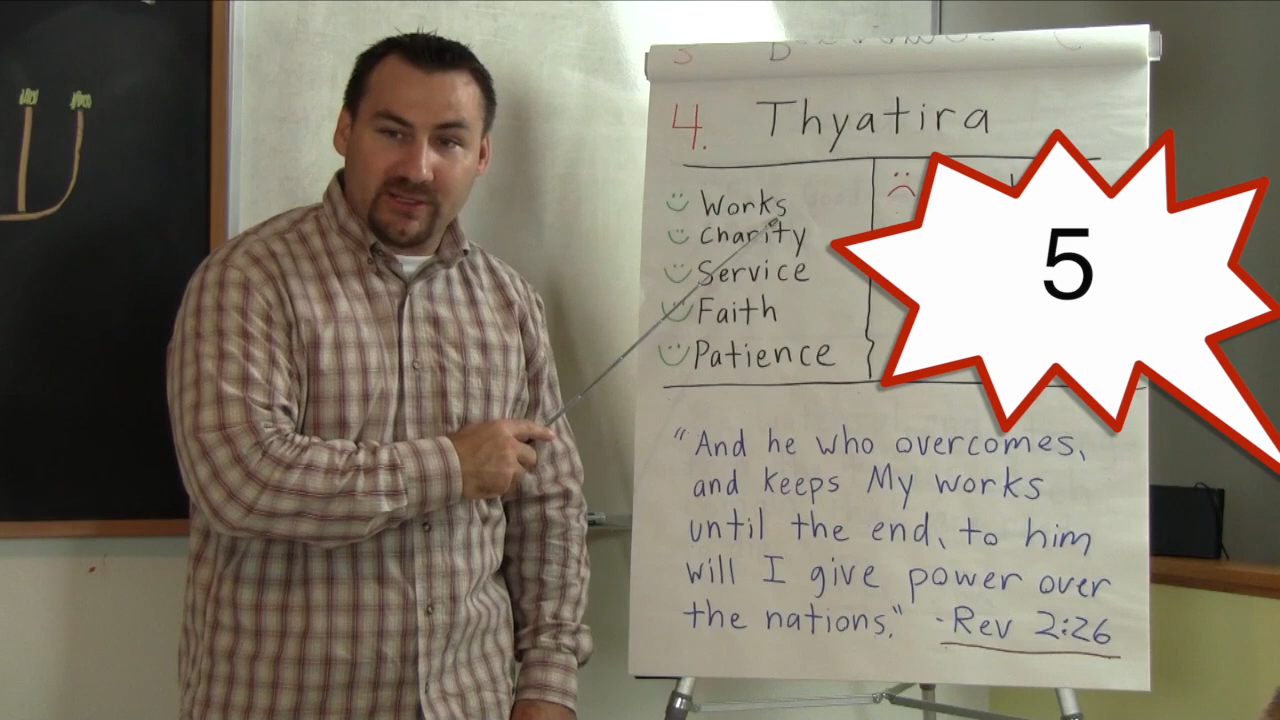 4. Thyatira
Works
Charity
Service
Faith
Patience
5
"And he who overcomes,
and keeps My works
until the end, to him
will I give power over
the nations." -Rev 2:26